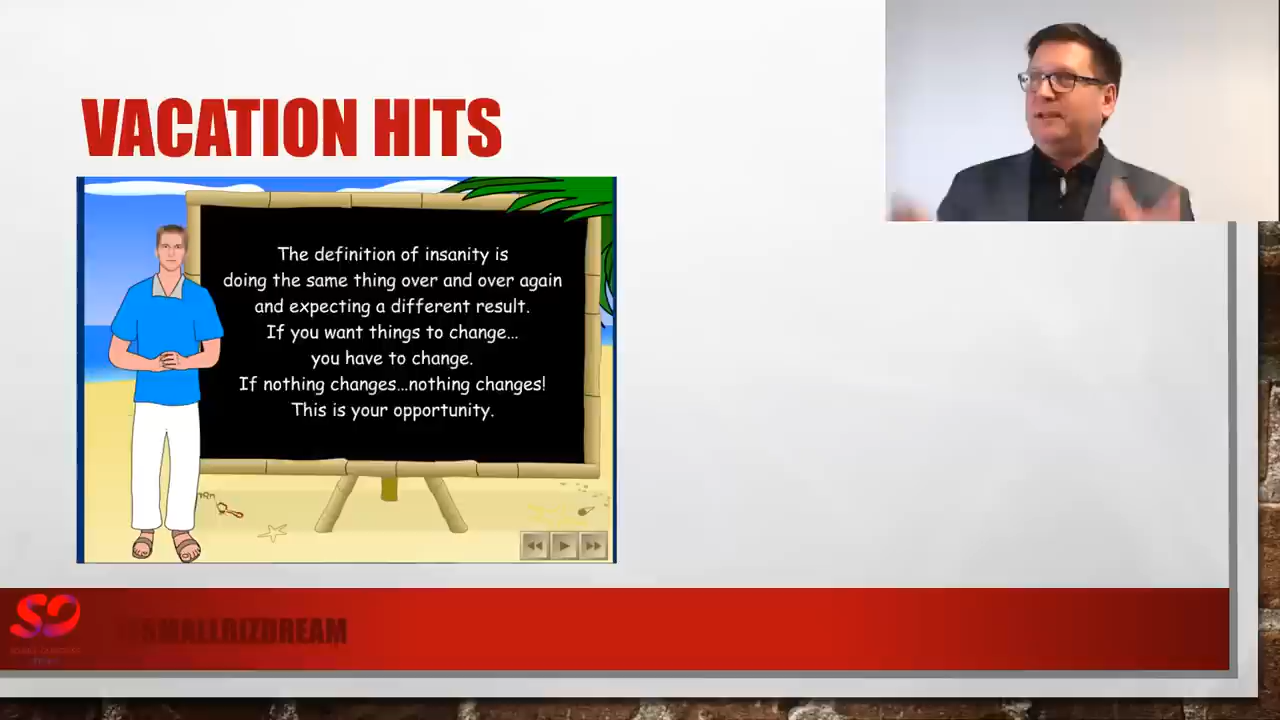 VACATION HITS
The definition of insanity is
doing the same thing over and over again
and expecting a different result.
If you want things to change...
you have to change.
If nothing changes...nothing changes!
This is your opportunity.